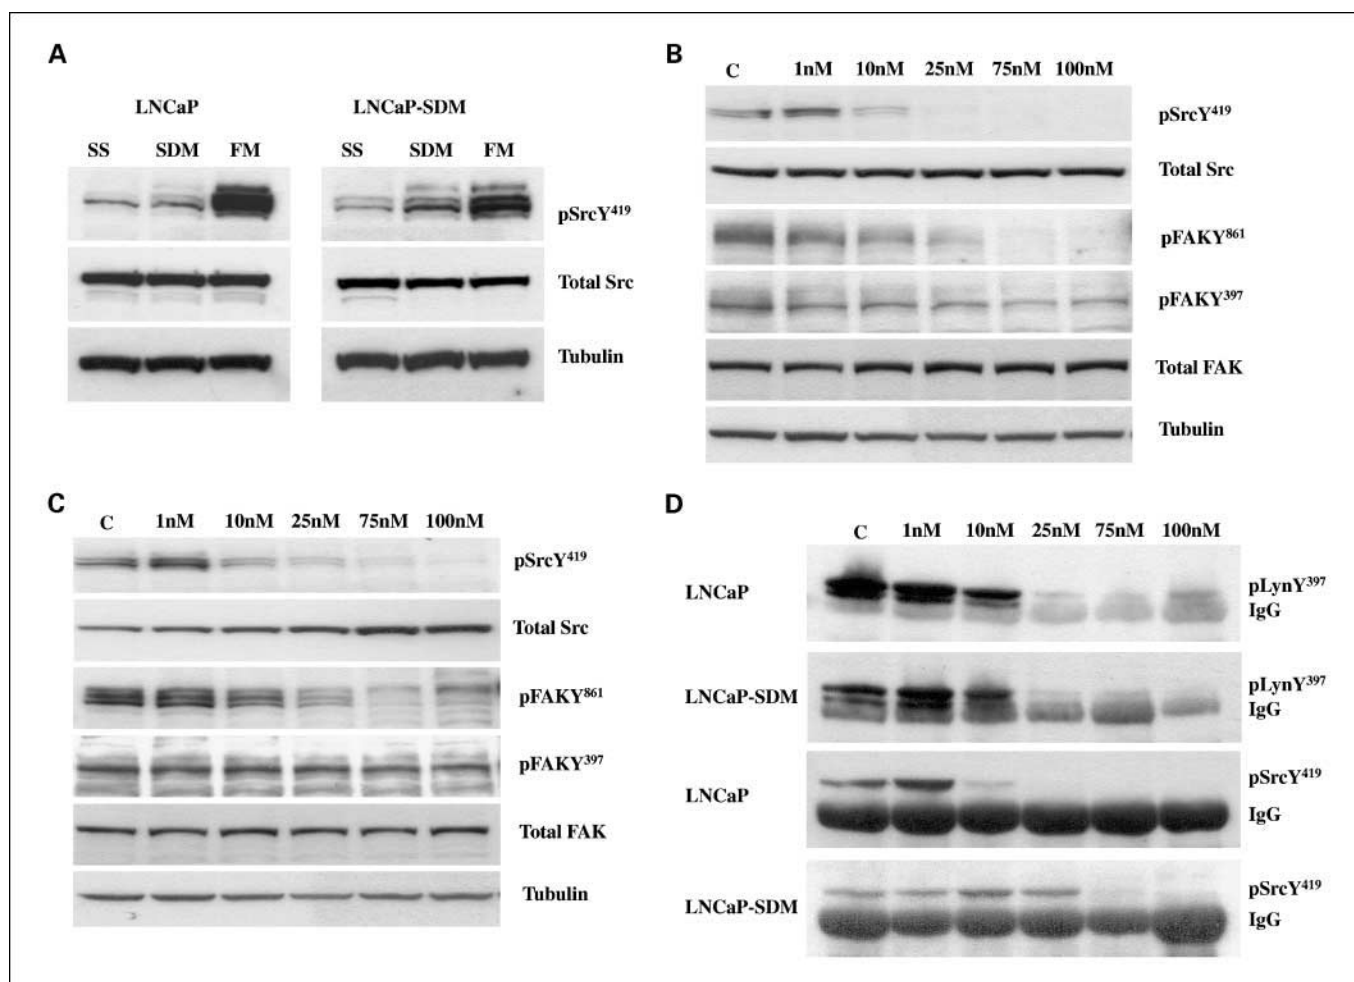 A
LNCaP LNCaP-SDM
SS SDM FM SS SDM FM
pSrcY⁴¹⁹
Total Src
Tubulin
B
C 1nM 10nM 25nM 75nM 100nM
pSrcY⁴¹⁹
Total Src
pFAKY⁸⁶¹
pFAKY³⁹⁷
Total FAK
Tubulin
C
C 1nM 10nM 25nM 75nM 100nM
pSrcY⁴¹⁹
Total Src
pFAKY⁸⁶¹
pFAKY³⁹⁷
Total FAK
Tubulin
D
C 1nM 10nM 25nM 75nM 100nM
LNCaP pLynY³⁹⁷
IgG
LNCaP-SDM pLynY³⁹⁷
IgG
LNCaP pSrcY⁴¹⁹
IgG
LNCaP-SDM pSrcY⁴¹⁹
IgG